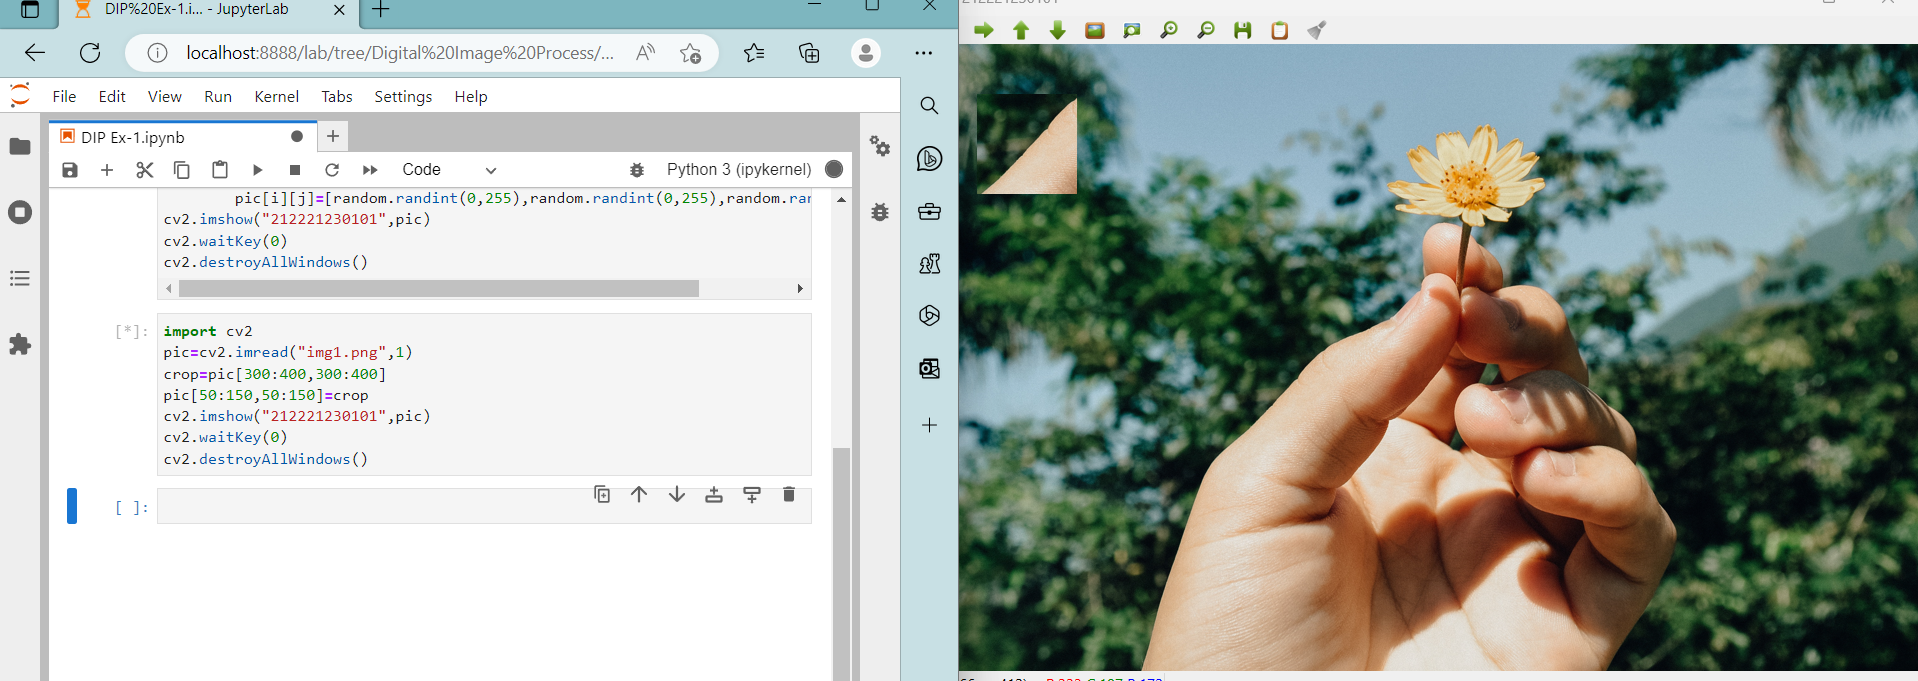 DIP%20Ex-1.i... - JupyterLab
localhost:8888/lab/tree/Digital%20Image%20Process/...
File Edit View Run Kernel Tabs Settings Help
DIP Ex-1.ipynb
Code
Python 3 (ipykernel)
pic[i][j]=[random.randint(0,255),random.randint(0,255),random.rar
cv2.imshow("212221230101",pic)
cv2.waitKey(0)
cv2.destroyAllWindows()
[*]:
import cv2
pic=cv2.imread("img1.png",1)
crop=pic[300:400,300:400]
pic[50:150,50:150]=crop
cv2.imshow("212221230101",pic)
cv2.waitKey(0)
cv2.destroyAllWindows()
[ ]: